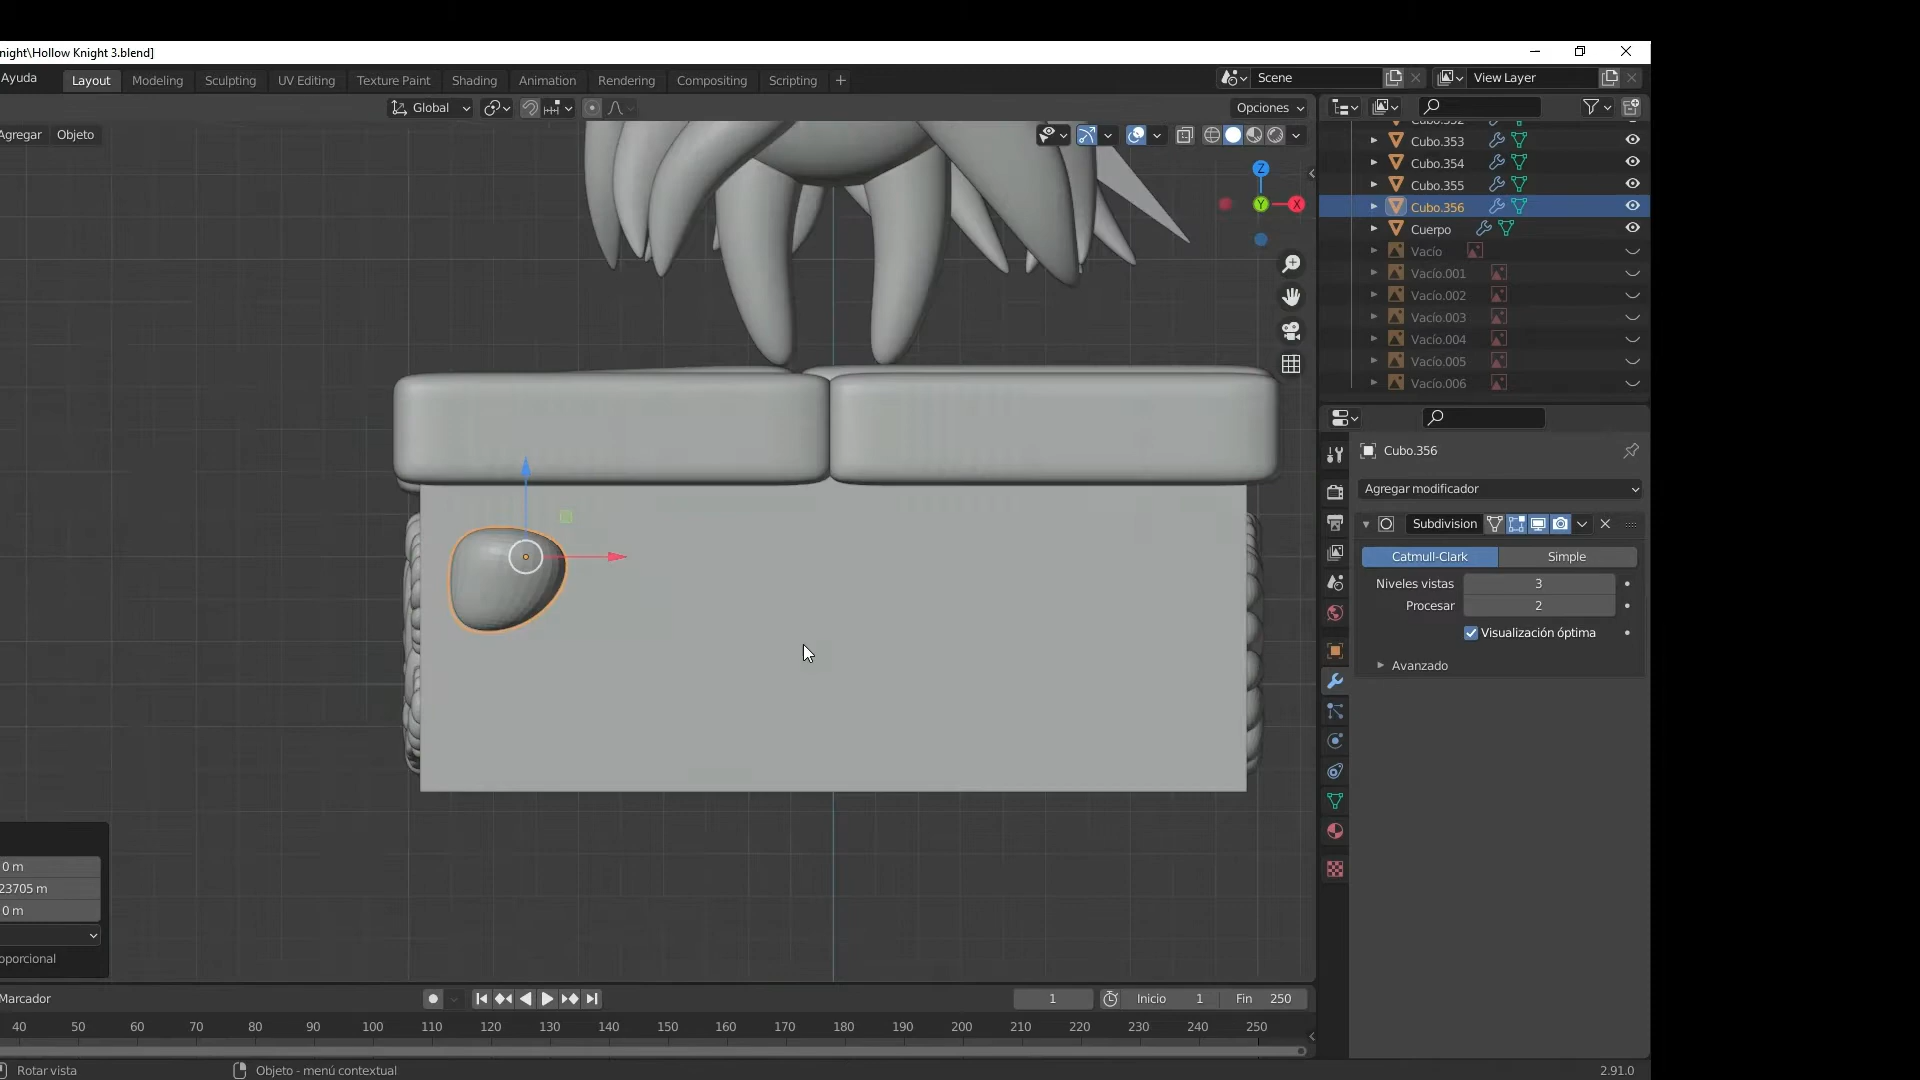 night\Hollow Knight 3.blend]
Ayuda
Layout
Modeling
Sculpting
UV Editing
Texture Paint
Shading
Animation
Rendering
Compositing
Scripting
Scene
View Layer
Global
Opciones
Agregar
Objeto
Z
Y
X
Cubo.352
Cubo.353
Cubo.354
Cubo.355
Cubo.356
Cuerpo
Vacío
Vacío.001
Vacío.002
Vacío.003
Vacío.004
Vacío.005
Vacío.006
Cubo.356
Agregar modificador
Subdivision
Catmull-Clark
Simple
Niveles vistas 3
Procesar 2
Visualización óptima
Avanzado
0 m
23705 m
0 m
oporcional
Marcador
1
Inicio 1
Fin 250
40 50 60 70 80 90 100 110 120 130 140 150 160 170 180 190 200 210 220 230 240 250
Rotar vista
Objeto - menú contextual
2.91.0